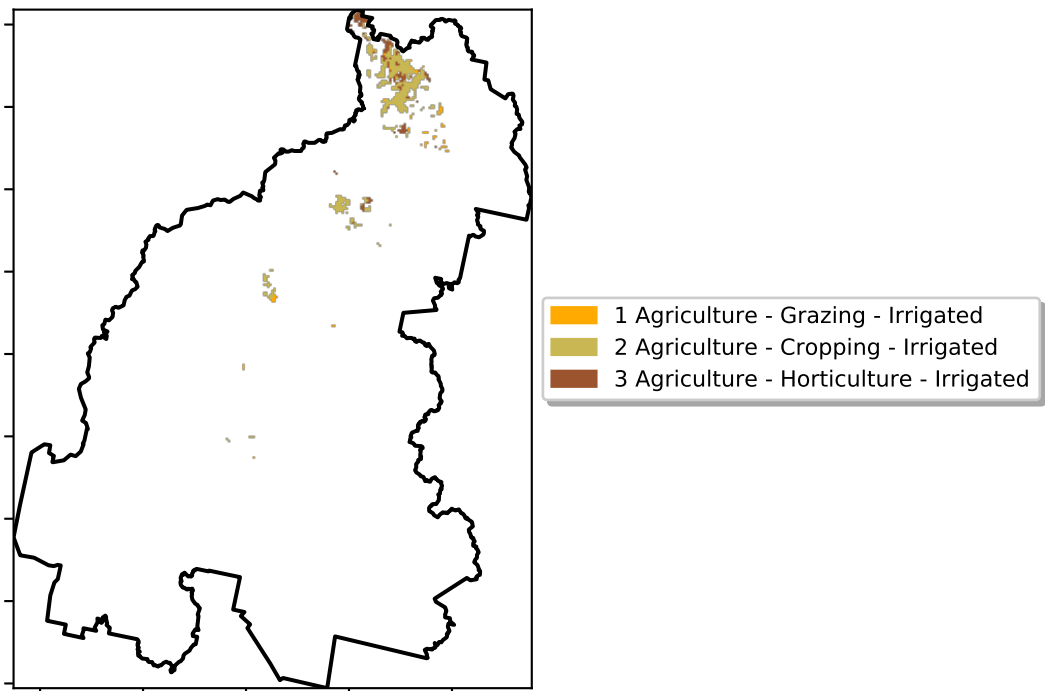 1 Agriculture - Grazing - Irrigated
2 Agriculture - Cropping - Irrigated
3 Agriculture - Horticulture - Irrigated